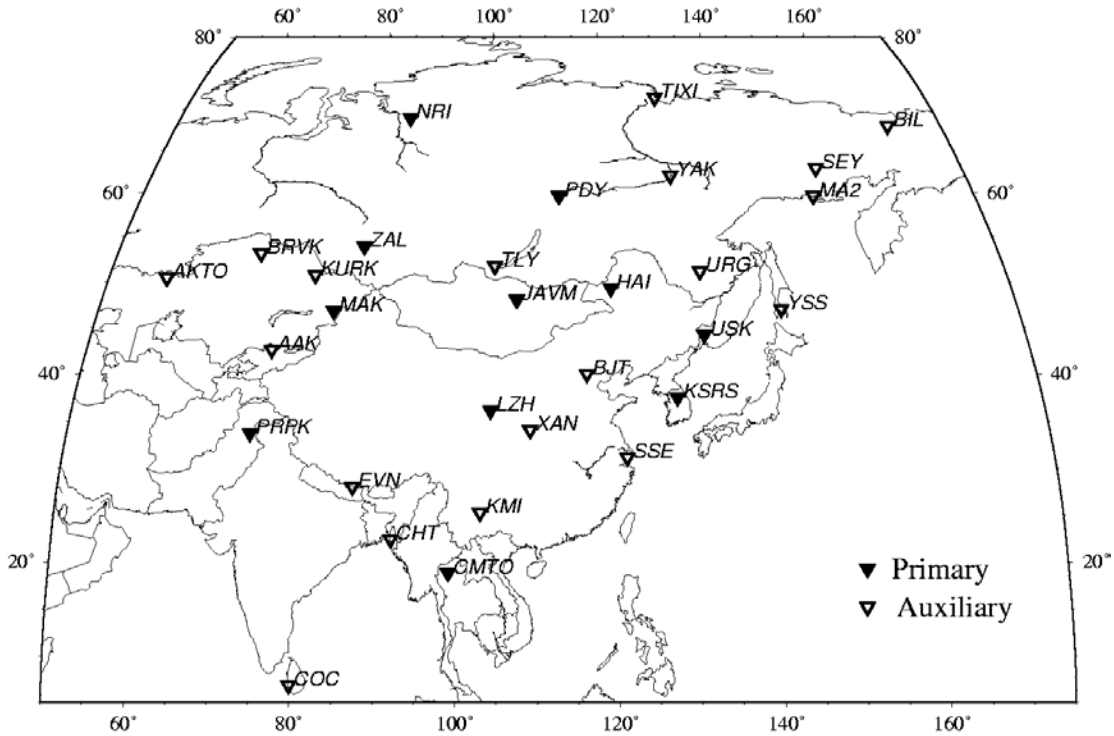 60° 80° 100° 120° 140° 160°
80° 80°
TIXI
NRI
BIL
SEY
YAK
60° PDY MA2 60°
BRVK ZAL
AKTO KURK TLY URG
HAI
MAK JAVM YSS
USK
AAK
40° BJT 40°
KSRS
LZH
XAN
PRPK
SSE
EVN
KMI
CHT
20° CMTO 20°
Primary
Auxiliary
COC
60° 80° 100° 120° 140° 160°